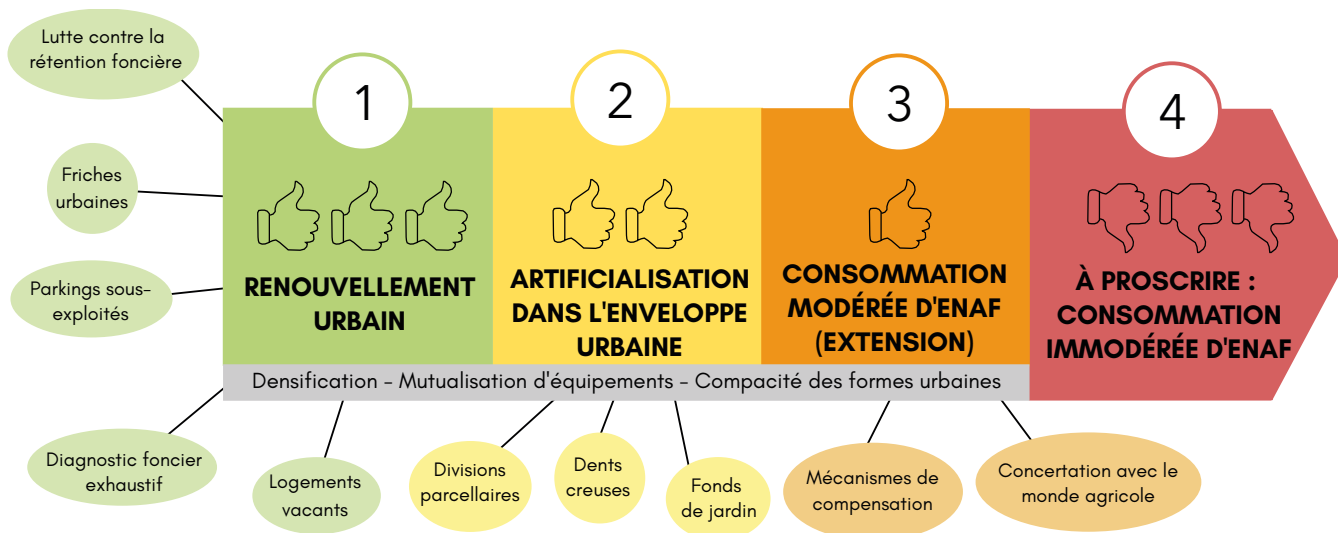 Lutte contre la
rétention foncière
Friches
urbaines
Parkings sous-
exploités
Diagnostic foncier
exhaustif
Logements
vacants
1
RENOUVELLEMENT
URBAIN
2
ARTIFICIALISATION
DANS L'ENVELOPPE
URBAINE
3
CONSOMMATION
MODÉRÉE D'ENAF
(EXTENSION)
4
À PROSCRIRE :
CONSOMMATION
IMMODÉRÉE D'ENAF
Densification - Mutualisation d'équipements - Compacité des formes urbaines
Divisions
parcellaires
Dents
creuses
Fonds
de jardin
Mécanismes de
compensation
Concertation avec le
monde agricole